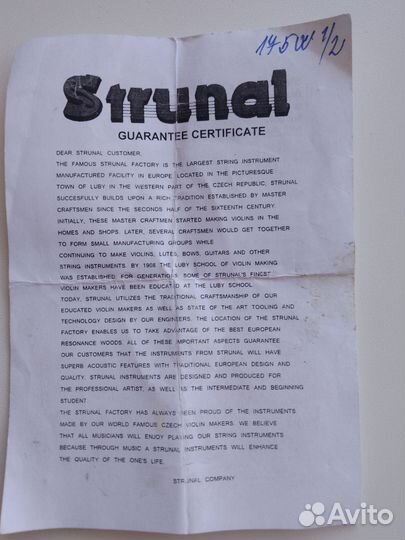 1/2
Strunal
GUARANTEE CERTIFICATE
DEAR STRUNAL CUSTOMER,
THE FAMOUS STRUNAL FACTORY IS THE LARGEST STRING INSTRUMENT
MANUFACTURED FACILITY IN EUROPE LOCATED IN THE PICTURESQUE
TOWN OF LUBY IN THE WESTERN PART OF THE CZECH REPUBLIC, STRUNAL
SUCCESFULLY BUILDS UPON A RICH TRADITION ESTABLISHED BY MASTER
CRAFTSMEN SINCE THE SECONDS HALF OF THE SIXTEENTH CENTURY.
INITIALLY, THESE MASTER CRAFTMEN STARTED MAKING VIOLINS IN THE
HOMES AND SHOPS. LATER, SEVERAL CRAFTSMEN WOULD GET TOGETHER
TO FORM SMALL MANUFACTURING GROUPS WHILE
CONTINUING TO MAKE VIOLINS, LUTES, BOWS, GUITARS AND OTHER
STRING INSTRUMENTS BY 1908 THE LUBY SCHOOL OF VIOLIN MAKING
WAS ESTABLISHED. FOR GENERATIONS, SOME OF STRUNAL'S FINEST
VIOLIN MAKERS HAVE BEEN EDUCATED AT THE LUBY SCHOOL
TODAY, STRUNAL UTILIZES THE TRADITIONAL CRAFTSMANSHIP OF OUR
EDUCATED VIOLIN MAKERS AS WELL AS STATE OF THE ART TOOLING AND
TECHNOLOGY DESIGN BY OUR ENGINEERS. THE LOCATION OF THE STRUNAL
FACTORY ENABLES US TO TAKE ADVANTAGE OF THE BEST EUROPEAN
RESONANCE WOODS. ALL OF THESE IMPORTANT ASPECTS GUARANTEE
OUR CUSTOMERS THAT THE INSTRUMENTS FROM STRUNAL WILL HAVE
SUPERB ACOUSTIC FEATURES WITH TRADITIONAL EUROPEAN DESIGN AND
QUALITY. STRUNAL INSTRUMENTS ARE DESIGNED AND PRODUCED FOR
THE PROFESSIONAL ARTIST, AS WELL AS THE INTERMEDIATE AND BEGINNING
STUDENT
THE STRUNAL FACTORY HAS ALWAYS BEEN PROUD OF THE INSTRUMENTS
MADE BY OUR WORLD FAMOUS CZECH VIOLIN MAKERS. WE BELIEVE
THAT ALL MUSICIANS WILL ENJOY PLAYING OUR STRING INSTRUMENTS
BECAUSE THROUGH MUSIC A STRUNAL INSTRUMENTS WILL ENHANCE
THE QUALITY OF THE ONE'S LIFE.
STRUNAL COMPANY
Avito